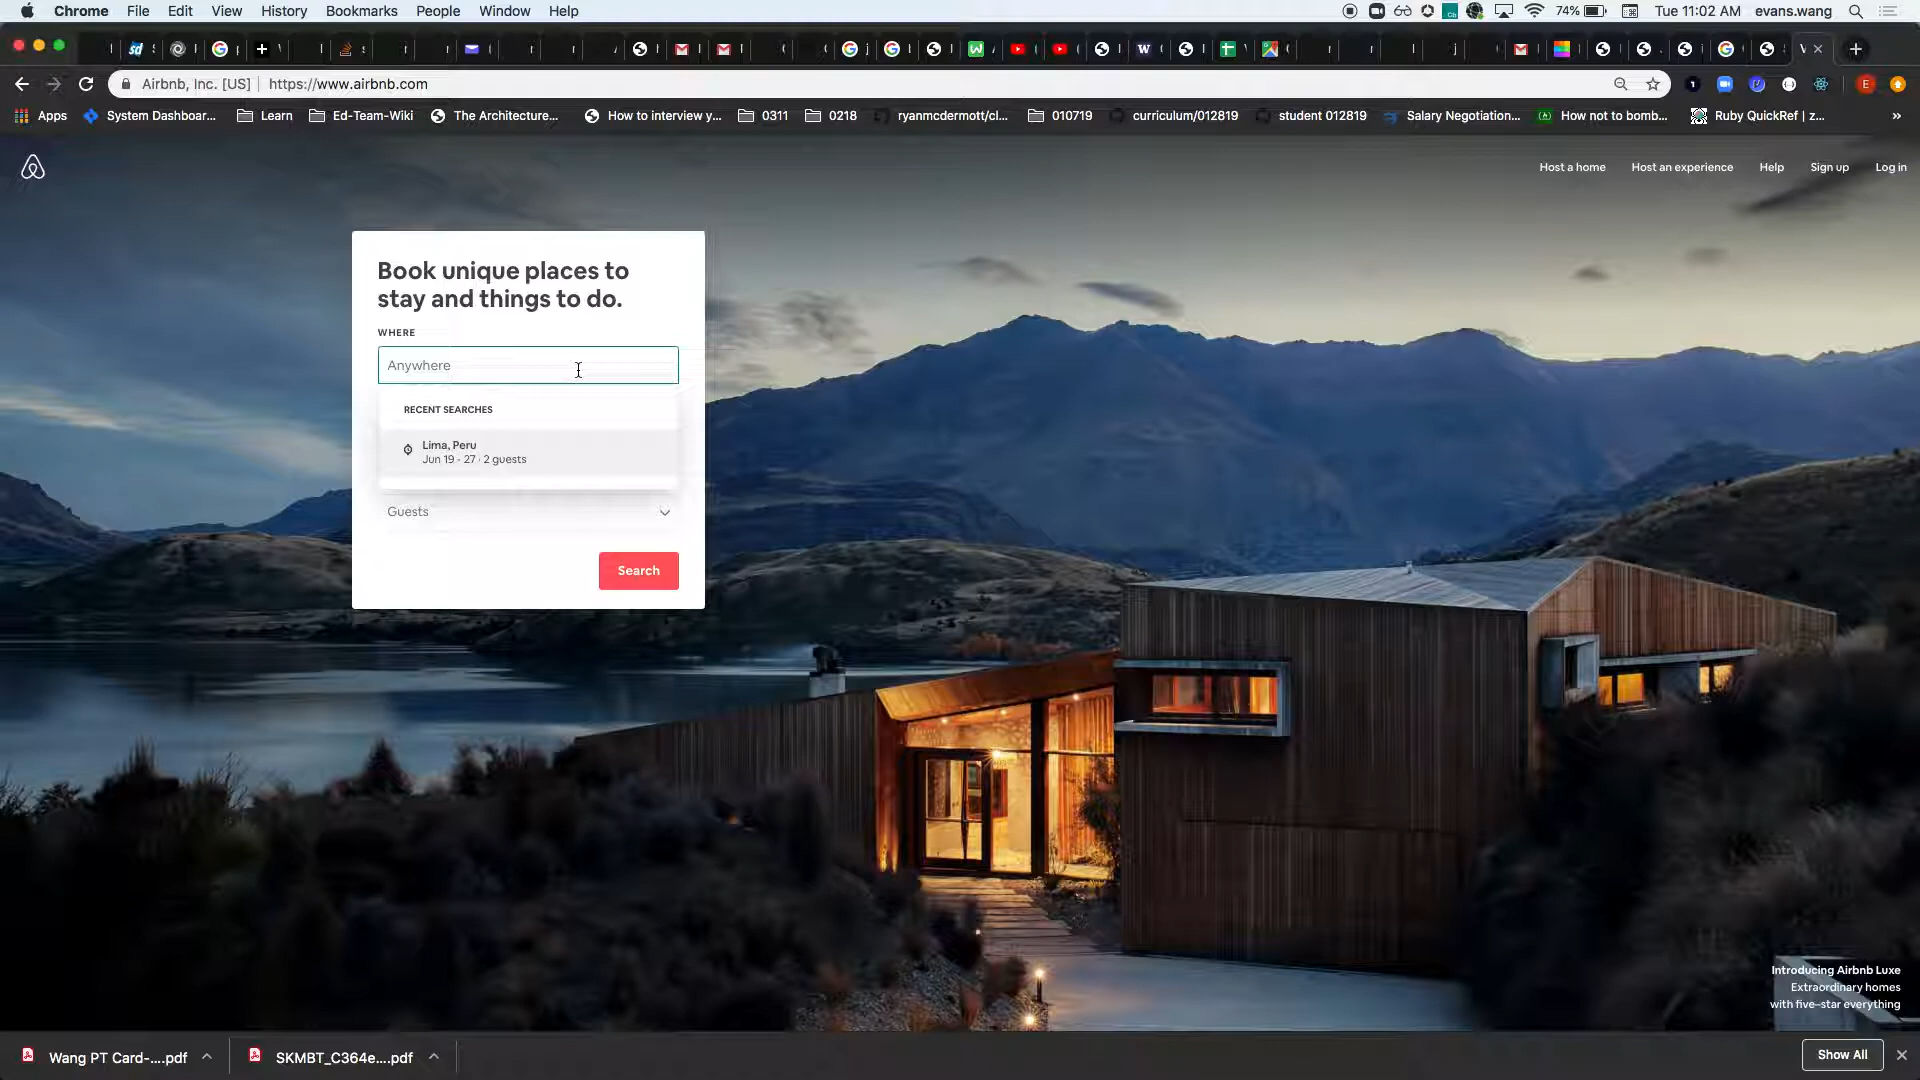 Chrome File Edit View History Bookmarks People Window Help
74% Tue 11:02 AM evans.wang
Airbnb, Inc. [US] | https://www.airbnb.com
Apps System Dashboar... Learn Ed-Team-Wiki The Architecture... How to interview y... 0311 0218 ryanmcdermott/cl... 010719 curriculum/012819 student 012819 Salary Negotiation... How not to bomb... Ruby QuickRef | z... »
Host a home Host an experience Help Sign up Log in
Book unique places to
stay and things to do.
WHERE
Anywhere
RECENT SEARCHES
Lima, Peru
Jun 19 - 27 · 2 guests
Guests
Search
Introducing Airbnb Luxe
Extraordinary homes
with five-star everything
Wang PT Card-....pdf SKMBT_C364e....pdf Show All